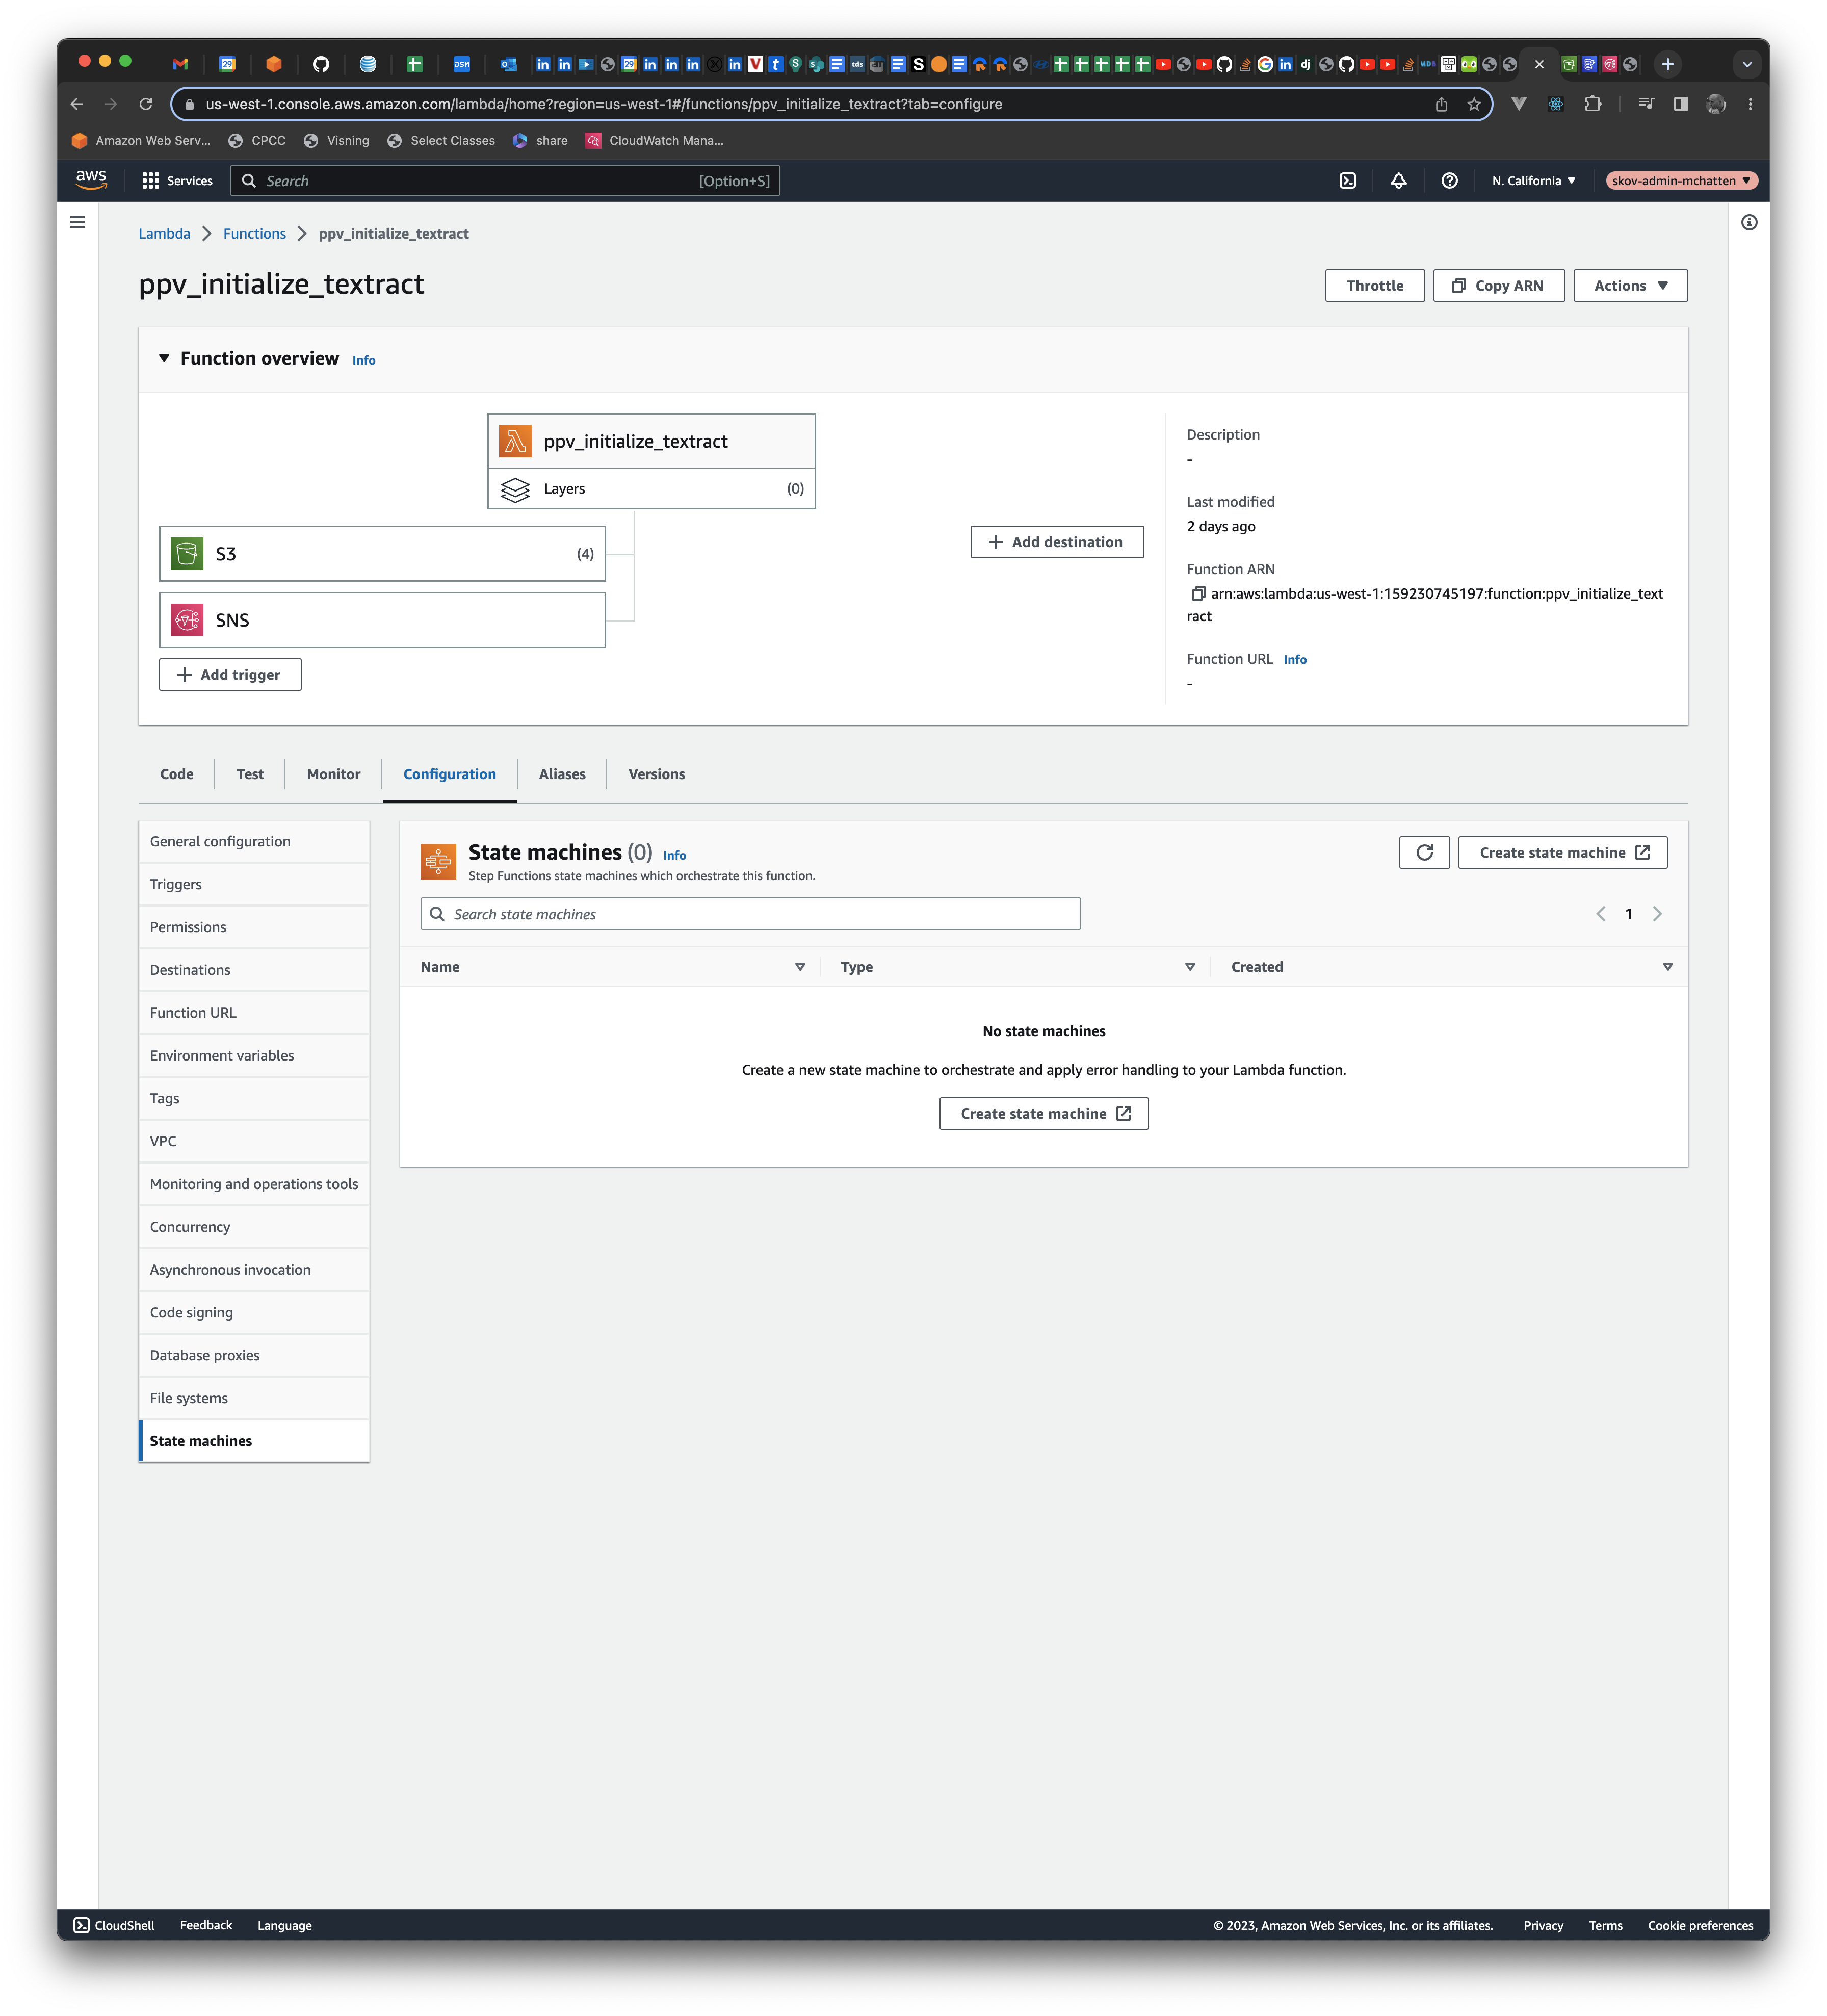 us-west-1.console.aws.amazon.com/lambda/home?region=us-west-1#/functions/ppv_initialize_textract?tab=configure
Amazon Web Serv...
CPCC
Visning
Select Classes
share
CloudWatch Mana...
aws
Services
Search
[Option+S]
N. California
skov-admin-mchatten
Lambda
Functions
ppv_initialize_textract
ppv_initialize_textract
Throttle
Copy ARN
Actions
Function overview
Info
ppv_initialize_textract
Layers
(0)
S3
(4)
SNS
Add trigger
Add destination
Description
-
Last modified
2 days ago
Function ARN
arn:aws:lambda:us-west-1:159230745197:function:ppv_initialize_text
ract
Function URL
Info
-
Code
Test
Monitor
Configuration
Aliases
Versions
General configuration
Triggers
Permissions
Destinations
Function URL
Environment variables
Tags
VPC
Monitoring and operations tools
Concurrency
Asynchronous invocation
Code signing
Database proxies
File systems
State machines
State machines (0)
Info
Step Functions state machines which orchestrate this function.
Create state machine
Search state machines
1
Name
Type
Created
No state machines
Create a new state machine to orchestrate and apply error handling to your Lambda function.
Create state machine
CloudShell
Feedback
Language
© 2023, Amazon Web Services, Inc. or its affiliates.
Privacy
Terms
Cookie preferences